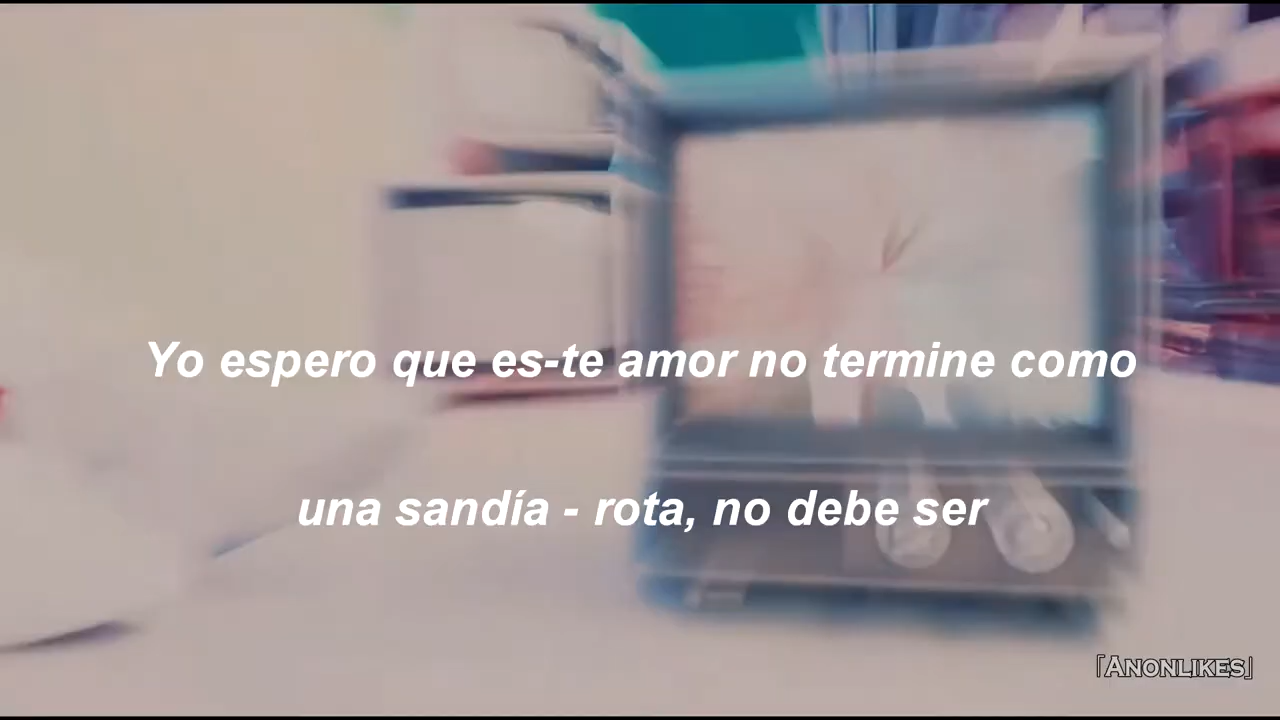 Yo espero que es-te amor no termine como
una sandía - rota, no debe ser
「ANONLIKES」